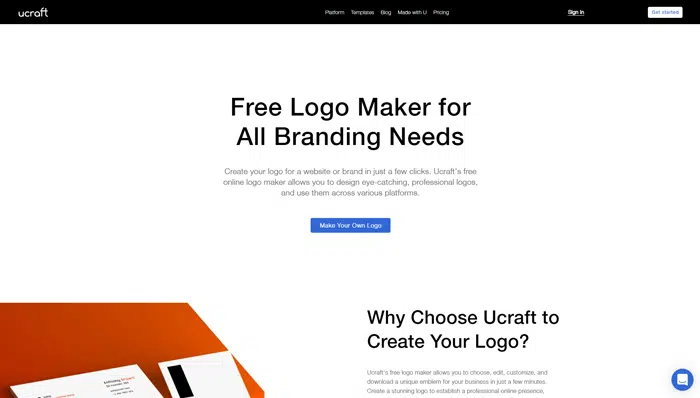 ucraft
Platform Templates Blog Made with U Pricing
Sign In
Get started
Free Logo Maker for
All Branding Needs
Create your logo for a website or brand in just a few clicks. Ucraft's free
online logo maker allows you to design eye-catching, professional logos,
and use them across various platforms.
Make Your Own Logo
Why Choose Ucraft to
Create Your Logo?
Ucraft's free logo maker allows you to choose, edit, customize, and
download a unique emblem for your business in just a few minutes.
Create a stunning logo to establish a professional online presence,